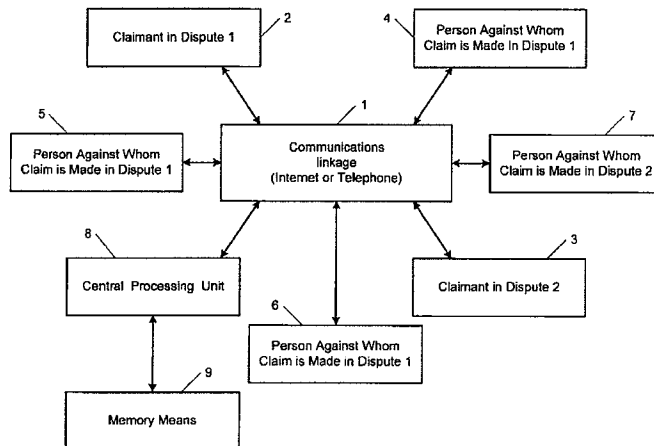 2
4
Claimant in Dispute 1
Person Against Whom
Claim is Made In Dispute 1
5
1
7
Person Against Whom
Claim is Made in Dispute 1
Communications
linkage
(Internet or Telephone)
Person Against Whom
Claim is Made in Dispute 2
8
3
Central Processing Unit
Claimant in Dispute 2
6
Person Against Whom
Claim is Made in Dispute 1
9
Memory Means